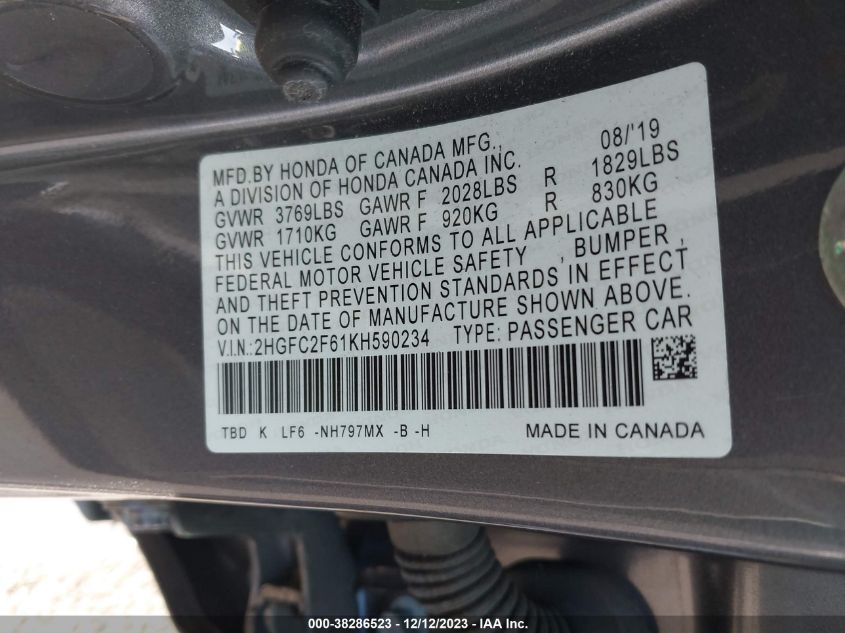 MFD.BY HONDA OF CANADA MFG., 08/'19
A DIVISION OF HONDA CANADA INC.
GVWR 3769LBS GAWR F 2028LBS R 1829LBS
GVWR 1710KG GAWR F 920KG R 830KG
THIS VEHICLE CONFORMS TO ALL APPLICABLE
FEDERAL MOTOR VEHICLE SAFETY , BUMPER ,
AND THEFT PREVENTION STANDARDS IN EFFECT
ON THE DATE OF MANUFACTURE SHOWN ABOVE.
V.I.N.:2HGFC2F61KH590234 TYPE: PASSENGER CAR
TBD K LF6 -NH797MX -B -H MADE IN CANADA
000-38286523 - 12/12/2023 - IAA Inc.